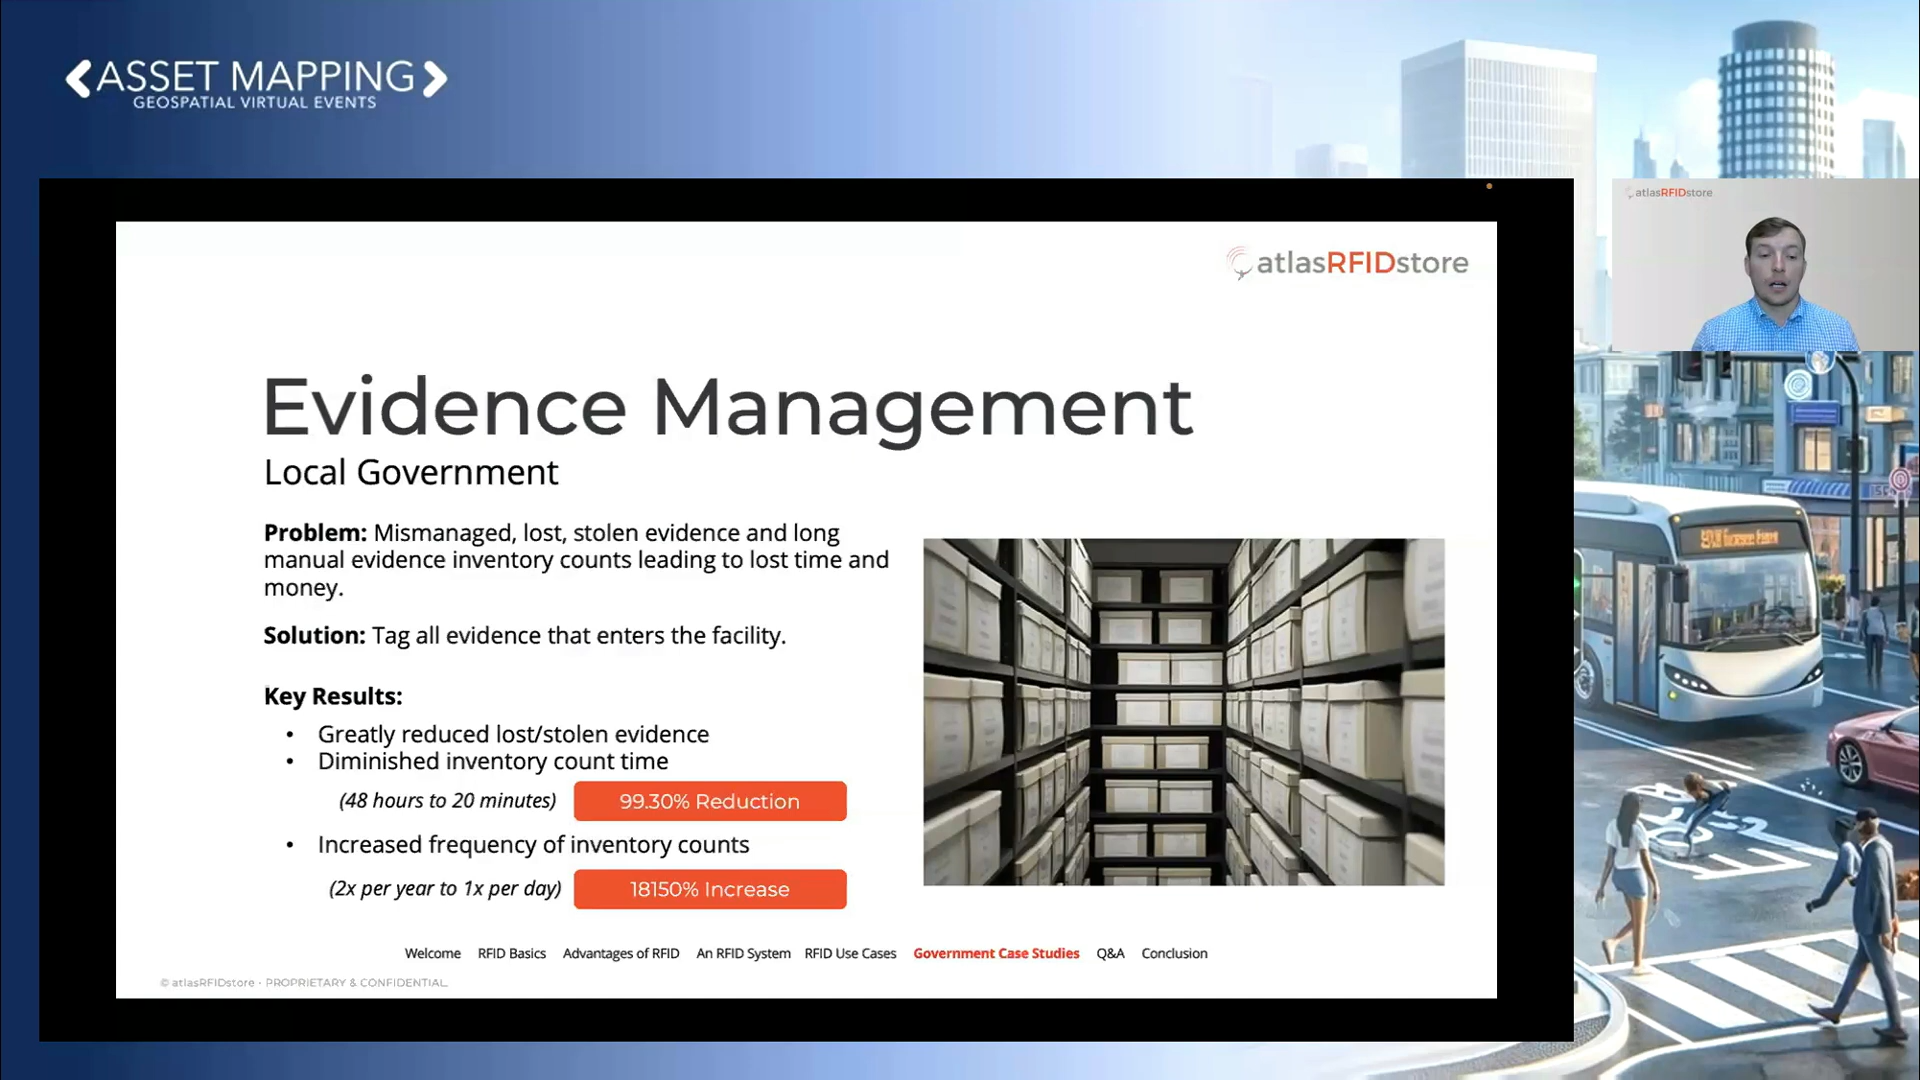 ASSET MAPPING
GEOSPATIAL VIRTUAL EVENTS
atlasRFIDstore
atlasRFIDstore
Evidence Management
Local Government
Problem: Mismanaged, lost, stolen evidence and long
manual evidence inventory counts leading to lost time and
money.
Solution: Tag all evidence that enters the facility.
Key Results:
• Greatly reduced lost/stolen evidence
• Diminished inventory count time
(48 hours to 20 minutes) 99.30% Reduction
• Increased frequency of inventory counts
(2x per year to 1x per day) 18150% Increase
Welcome RFID Basics Advantages of RFID An RFID System RFID Use Cases Government Case Studies Q&A Conclusion
© atlasRFIDstore - PROPRIETARY & CONFIDENTIAL